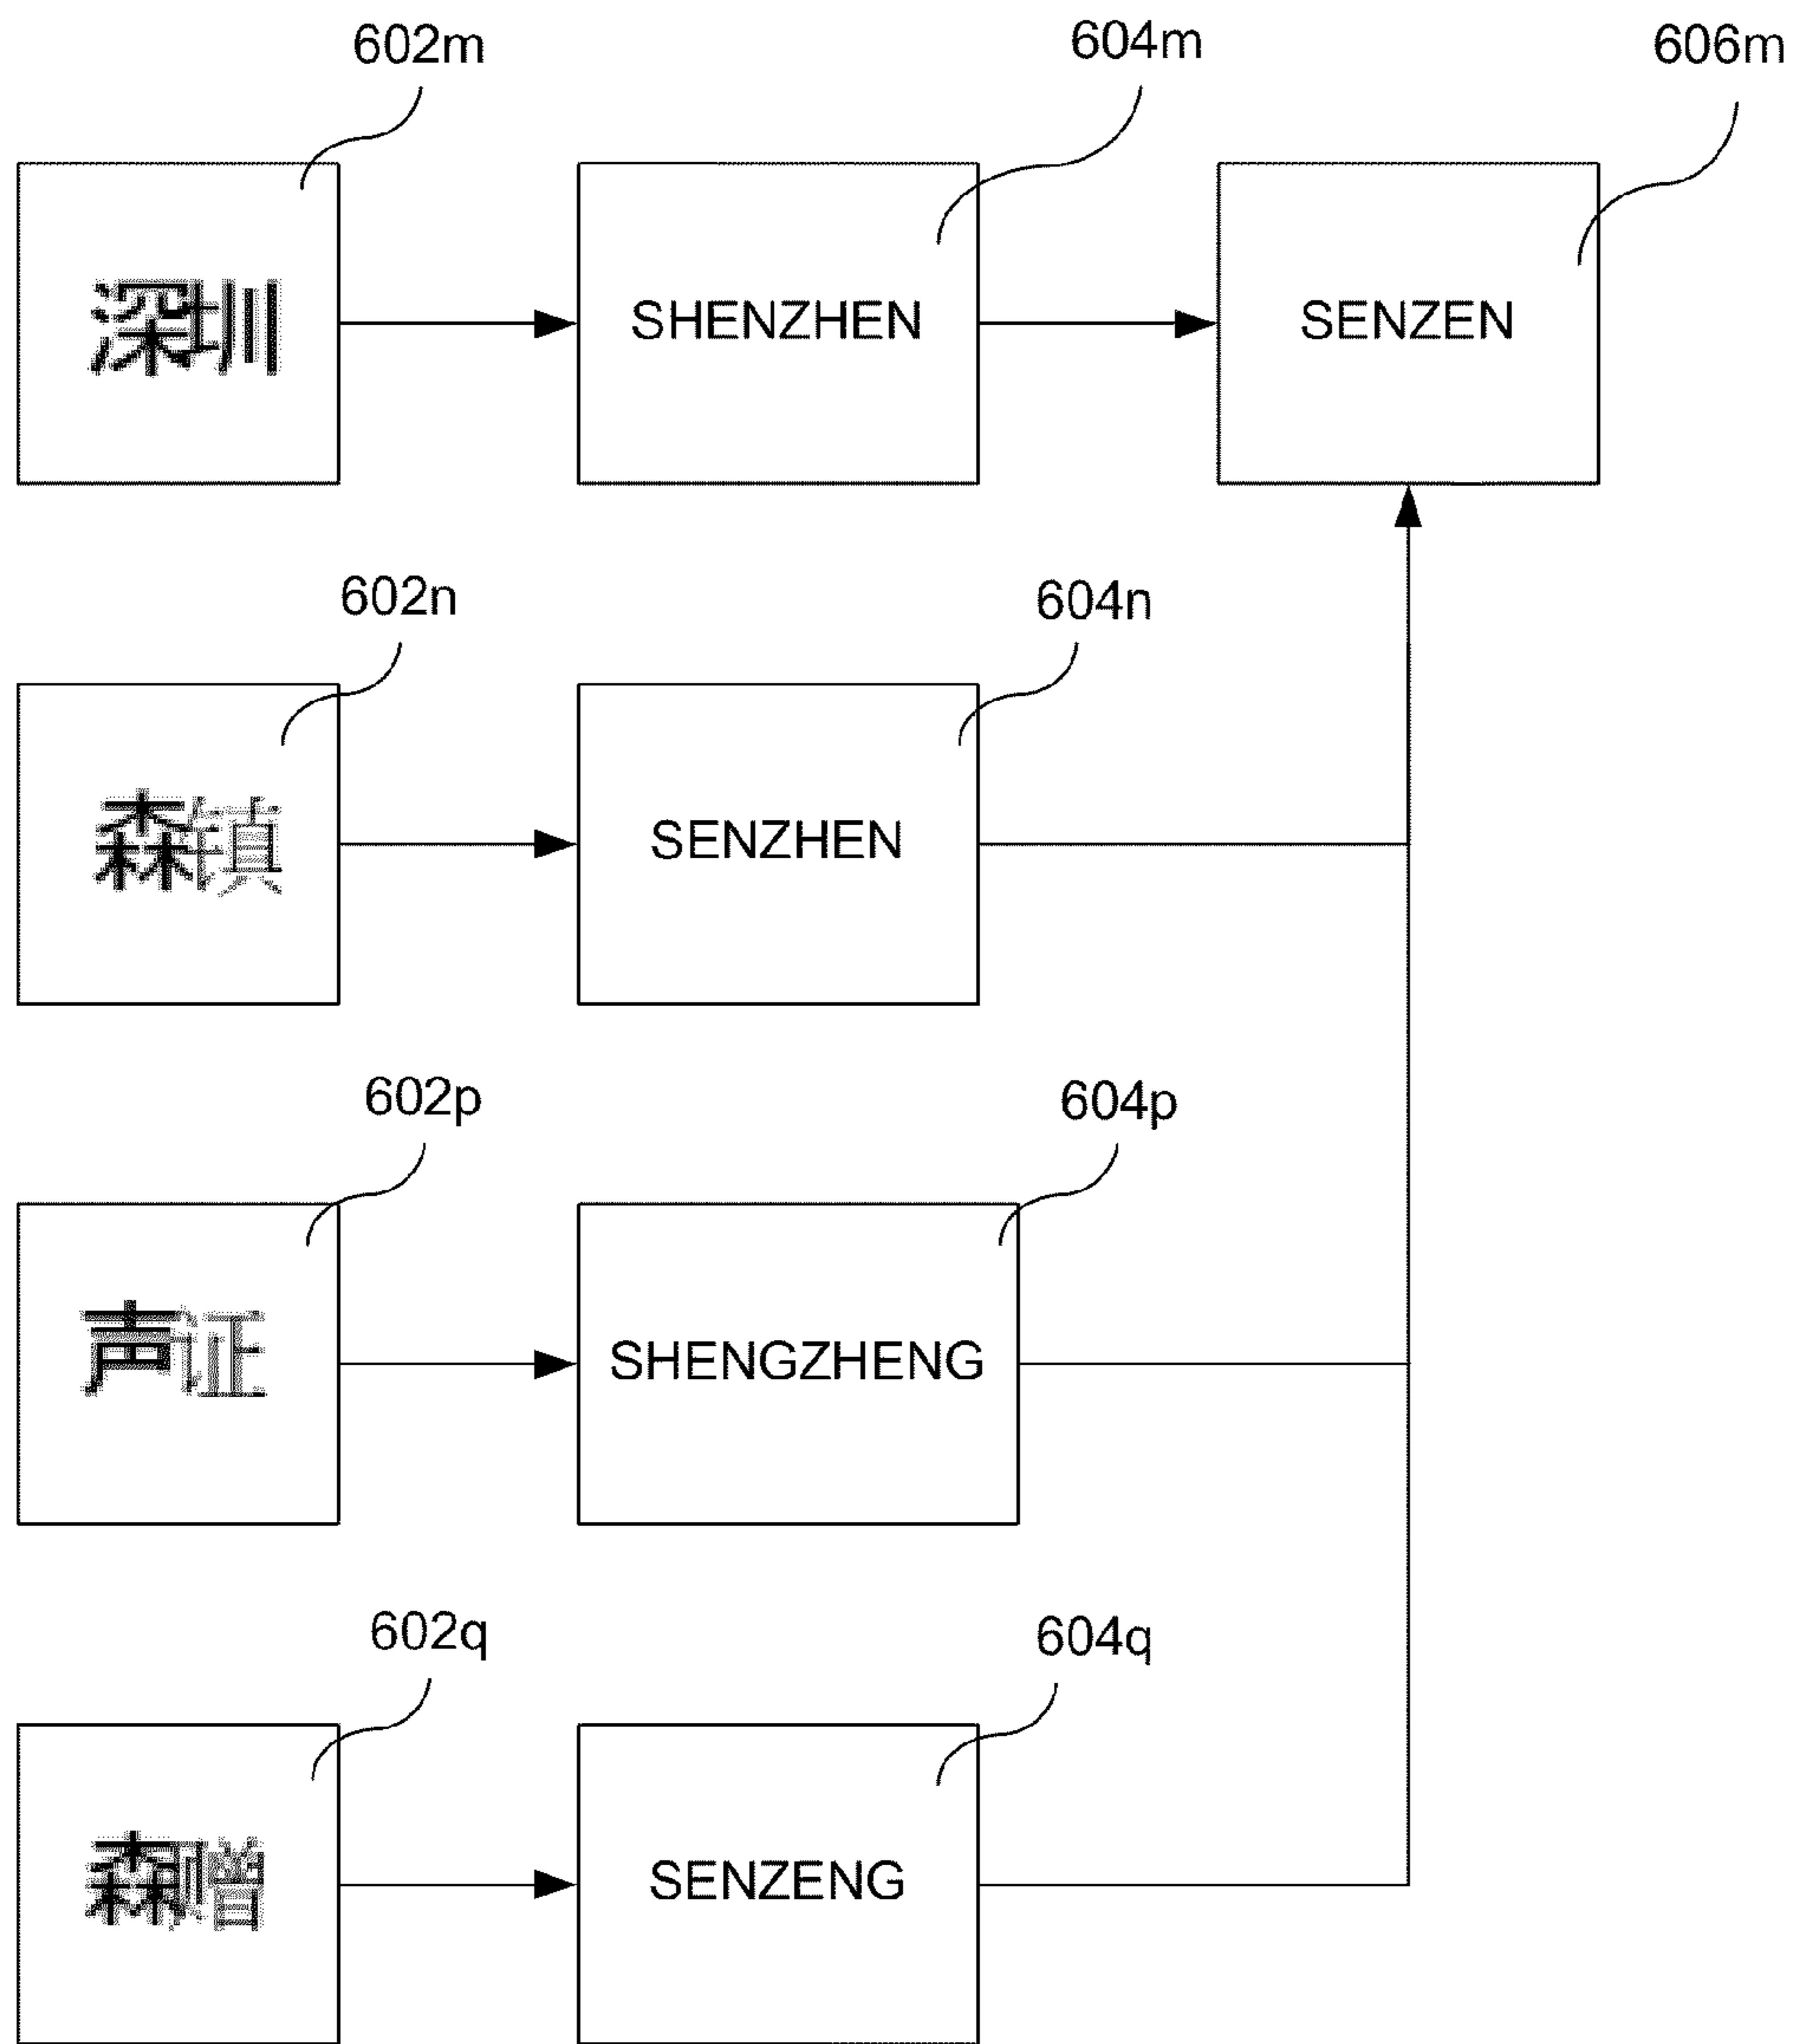 602m 604m 606m
深圳 SHENZHEN SENZEN
602n 604n
森镇 SENZHEN
602p 604p
声证 SHENGZHENG
602q 604q
森赠 SENZENG